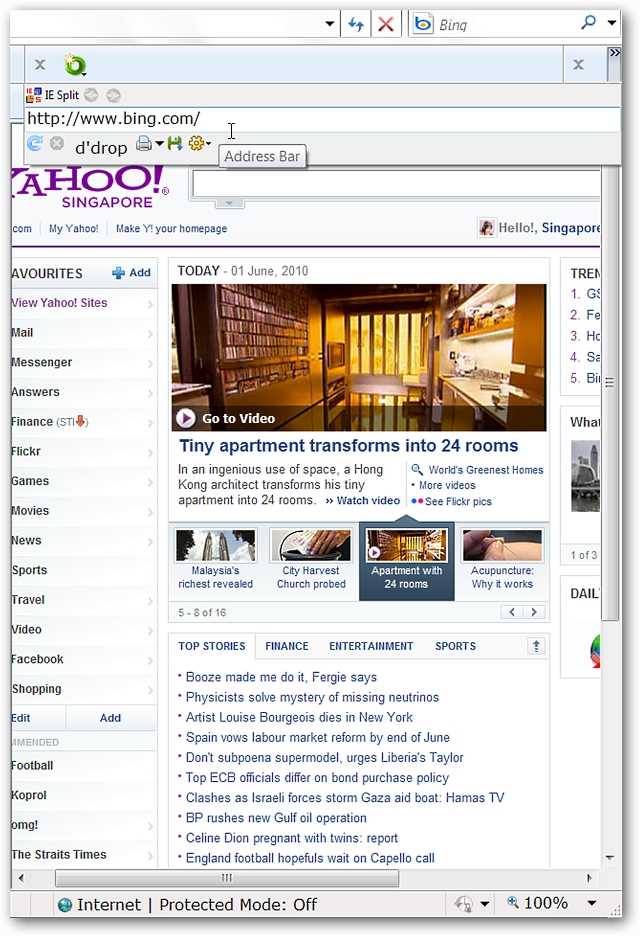 Bing
IE Split
http://www.bing.com/
d'drop
Address Bar
YAHOO!®
SINGAPORE
com | My Yahoo! | Make Y! your homepage
Hello!, Singapore
AVOURITES Add
View Yahoo! Sites
Mail
Messenger
Answers
Finance (STI)
Flickr
Games
Movies
News
Sports
Travel
Video
Facebook
Shopping
Edit Add
MMENDED
Football
Koprol
omg!
The Straits Times
TODAY - 01 June, 2010
Go to Video
Tiny apartment transforms into 24 rooms
In an ingenious use of space, a Hong
Kong architect transforms his tiny
apartment into 24 rooms. » Watch video
World's Greenest Homes
• More videos
See Flickr pics
Malaysia's
richest revealed
City Harvest
Church probed
Apartment with
24 rooms
Acupuncture:
Why it works
5 - 8 of 16
TOP STORIES FINANCE ENTERTAINMENT SPORTS
• Booze made me do it, Fergie says
• Physicists solve mystery of missing neutrinos
• Artist Louise Bourgeois dies in New York
• Spain vows labour market reform by end of June
• Don't subpoena supermodel, urges Liberia's Taylor
• Top ECB officials differ on bond purchase policy
• Clashes as Israeli forces storm Gaza aid boat: Hamas TV
• BP rushes new Gulf oil operation
• Celine Dion pregnant with twins: report
• England football hopefuls wait on Capello call
TREN
1. GS
2. Fe
3. Ho
4. Sa
5. Bir
What
1 of 3
DAIL
Internet | Protected Mode: Off
100%